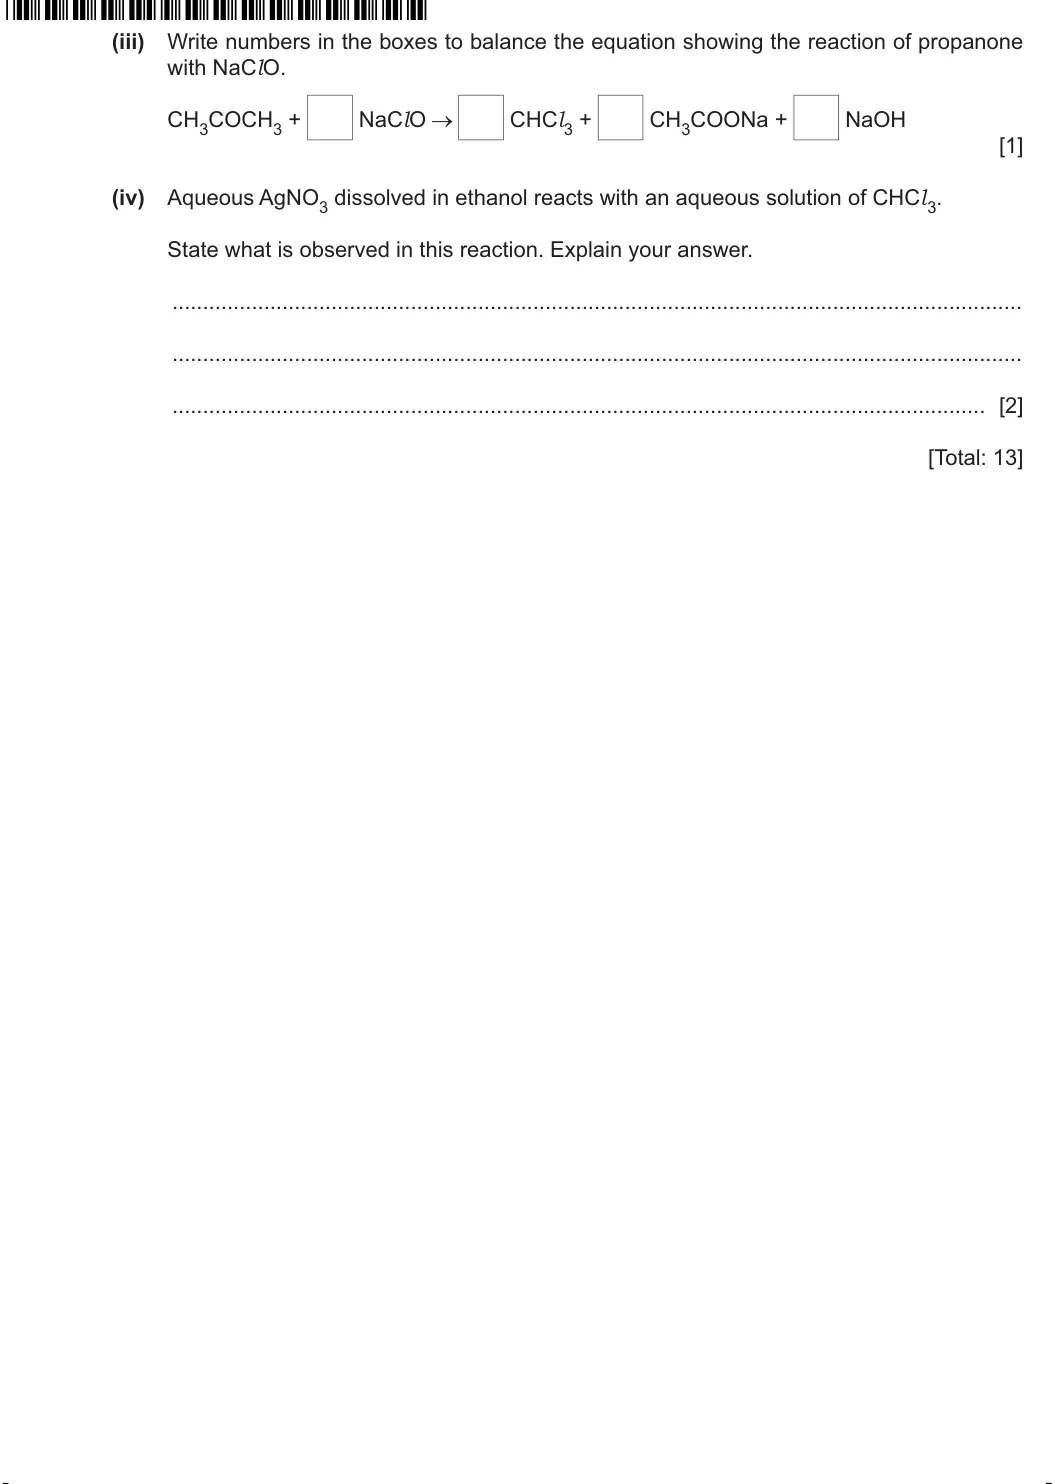 (iii) Write numbers in the boxes to balance the equation showing the reaction of propanone
with NaClO.
CH₃COCH₃ + NaClO → CHCl₃ + CH₃COONa + NaOH
[1]
(iv) Aqueous AgNO₃ dissolved in ethanol reacts with an aqueous solution of CHCl₃.
State what is observed in this reaction. Explain your answer.
..........................................................................................................................................
..........................................................................................................................................
.................................................................................................................................... [2]
[Total: 13]